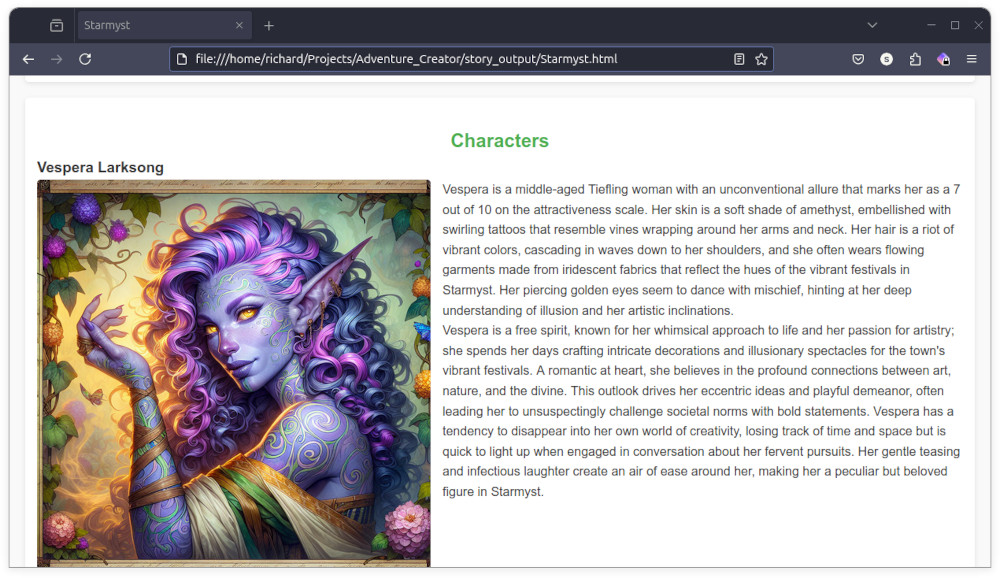 Starmyst
file:///home/richard/Projects/Adventure_Creator/story_output/Starmyst.html
S
Characters
Vespera Larksong
Vespera is a middle-aged Tiefling woman with an unconventional allure that marks her as a 7
out of 10 on the attractiveness scale. Her skin is a soft shade of amethyst, embellished with
swirling tattoos that resemble vines wrapping around her arms and neck. Her hair is a riot of
vibrant colors, cascading in waves down to her shoulders, and she often wears flowing
garments made from iridescent fabrics that reflect the hues of the vibrant festivals in
Starmyst. Her piercing golden eyes seem to dance with mischief, hinting at her deep
understanding of illusion and her artistic inclinations.
Vespera is a free spirit, known for her whimsical approach to life and her passion for artistry;
she spends her days crafting intricate decorations and illusionary spectacles for the town's
vibrant festivals. A romantic at heart, she believes in the profound connections between art,
nature, and the divine. This outlook drives her eccentric ideas and playful demeanor, often
leading her to unsuspectingly challenge societal norms with bold statements. Vespera has a
tendency to disappear into her own world of creativity, losing track of time and space but is
quick to light up when engaged in conversation about her fervent pursuits. Her gentle teasing
and infectious laughter create an air of ease around her, making her a peculiar but beloved
figure in Starmyst.